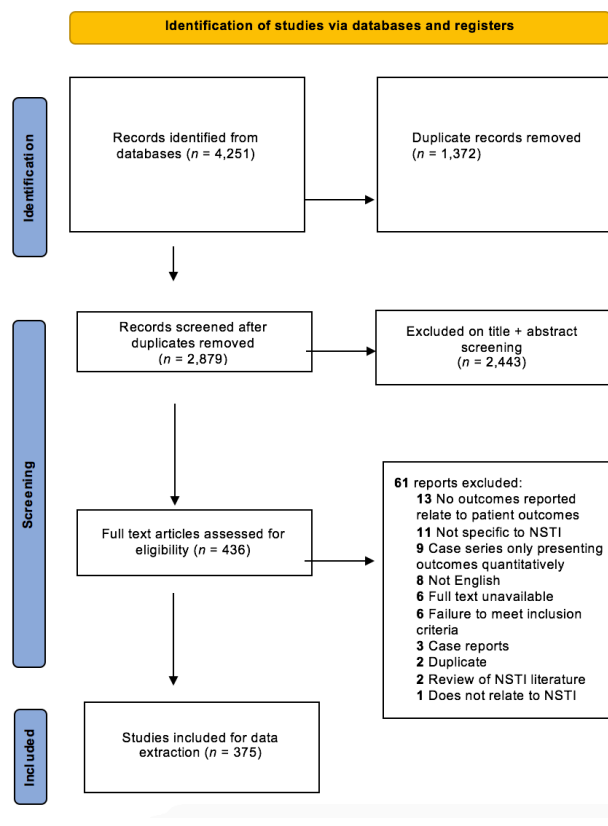 Identification of studies via databases and registers
Identification
Records identified from
databases (n = 4,251)
Duplicate records removed
(n = 1,372)
Screening
Records screened after
duplicates removed
(n = 2,879)
Excluded on title + abstract
screening
(n = 2,443)
Full text articles assessed for
eligibility (n = 436)
61 reports excluded:
13 No outcomes reported
relate to patient outcomes
11 Not specific to NSTI
9 Case series only presenting
outcomes quantitatively
8 Not English
6 Full text unavailable
6 Failure to meet inclusion
criteria
3 Case reports
2 Duplicate
2 Review of NSTI literature
1 Does not relate to NSTI
Included
Studies included for data
extraction (n = 375)